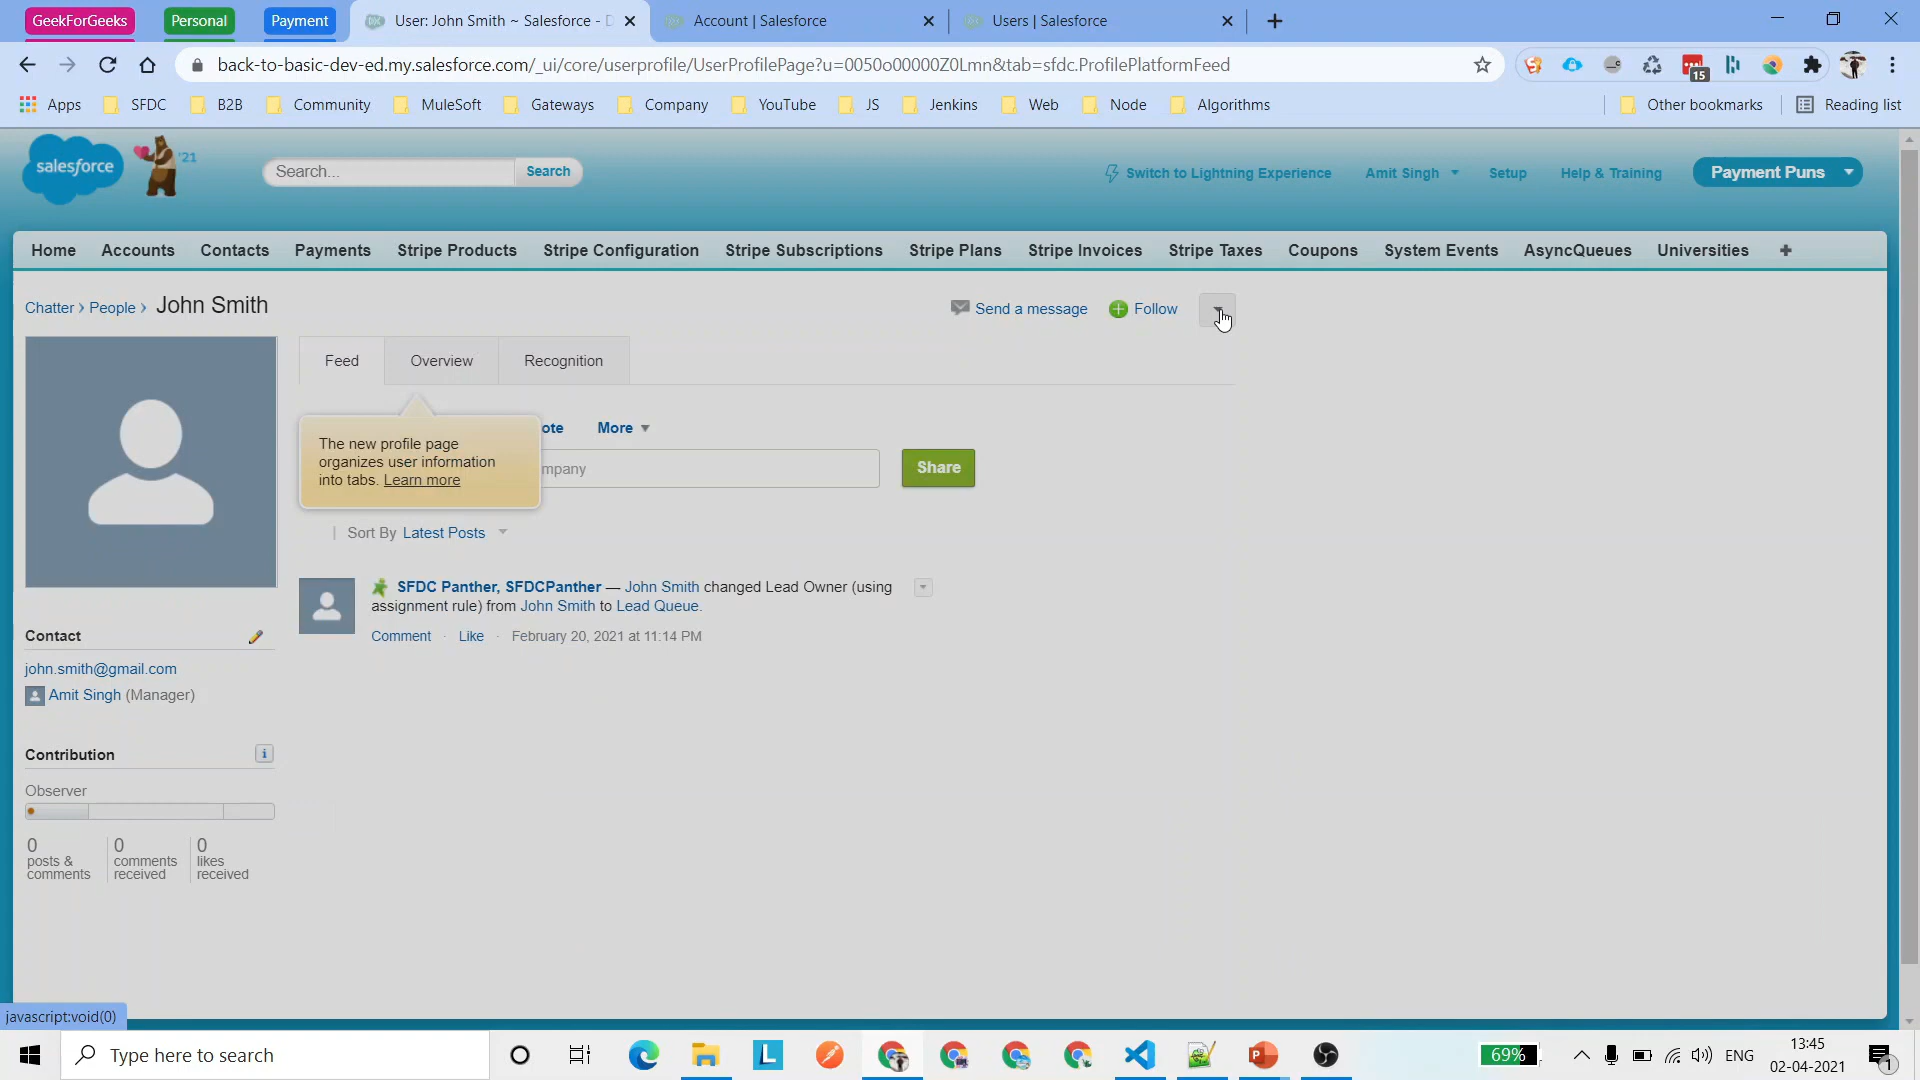 GeekForGeeks
Personal
Payment
User: John Smith ~ Salesforce - D
Account | Salesforce
Users | Salesforce
back-to-basic-dev-ed.my.salesforce.com/_ui/core/userprofile/UserProfilePage?u=0050o00000Z0Lmn&tab=sfdc.ProfilePlatformFeed
15
Apps
SFDC
B2B
Community
MuleSoft
Gateways
Company
YouTube
JS
Jenkins
Web
Node
Algorithms
Other bookmarks
Reading list
salesforce
'21
Search...
Search
Switch to Lightning Experience
Amit Singh
Setup
Help & Training
Payment Puns
Home
Accounts
Contacts
Payments
Stripe Products
Stripe Configuration
Stripe Subscriptions
Stripe Plans
Stripe Invoices
Stripe Taxes
Coupons
System Events
AsyncQueues
Universities
Chatter › People › John Smith
Send a message
Follow
Feed
Overview
Recognition
The new profile page
organizes user information
into tabs. Learn more
ote
More
mpany
Share
| Sort By Latest Posts
SFDC Panther, SFDCPanther — John Smith changed Lead Owner (using
assignment rule) from John Smith to Lead Queue.
Comment · Like · February 20, 2021 at 11:14 PM
Contact
john.smith@gmail.com
Amit Singh (Manager)
Contribution
Observer
0
posts &
comments
0
comments
received
0
likes
received
javascript:void(0)
Type here to search
69%
ENG
13:45
02-04-2021
1